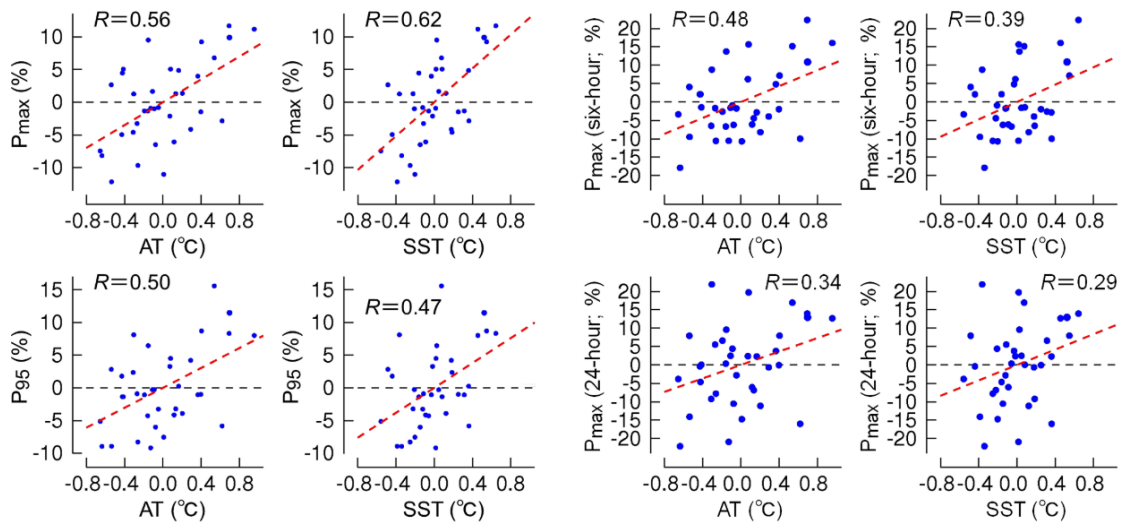 R=0.56
Pmax (%)
10
5
0
-5
-10
-0.8 -0.4 0.0 0.4 0.8
AT (°C)
R=0.62
Pmax (%)
10
5
0
-5
-10
-0.8 -0.4 0.0 0.4 0.8
SST (°C)
R=0.48
Pmax (six-hour; %)
20
15
10
5
0
-5
-10
-15
-20
-0.8 -0.4 0.0 0.4 0.8
AT (°C)
R=0.39
Pmax (six-hour; %)
20
15
10
5
0
-5
-10
-15
-20
-0.8 -0.4 0.0 0.4 0.8
SST (°C)
R=0.50
P95 (%)
15
10
5
0
-5
-10
-0.8 -0.4 0.0 0.4 0.8
AT (°C)
R=0.47
P95 (%)
15
10
5
0
-5
-10
-0.8 -0.4 0.0 0.4 0.8
SST (°C)
R=0.34
Pmax (24-hour; %)
20
15
10
5
0
-5
-10
-15
-20
-0.8 -0.4 0.0 0.4 0.8
AT (°C)
R=0.29
Pmax (24-hour; %)
20
15
10
5
0
-5
-10
-15
-20
-0.8 -0.4 0.0 0.4 0.8
SST (°C)